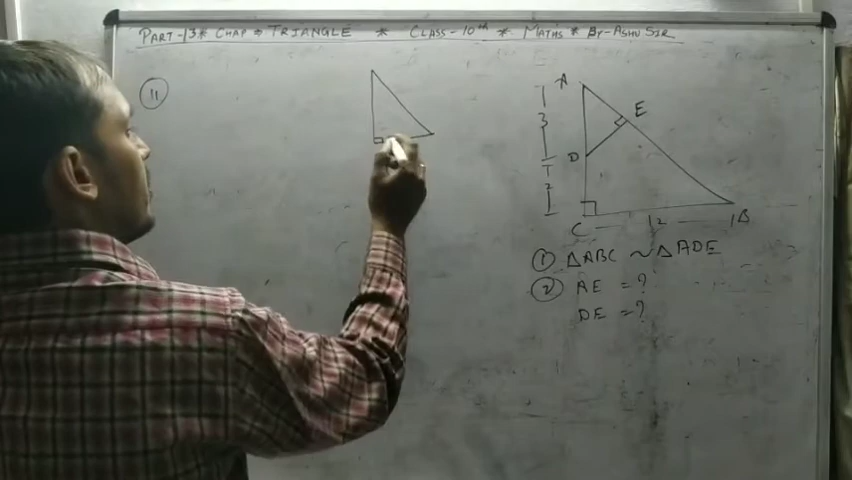 PART-13* CHAP ⇒ TRIANGLE * CLASS-10th * MATHS * By-ASHU SIR
11
A
E
3
D
2
C
12
B
① △ABC ~ △ADE
② AE = ?
DE = ?